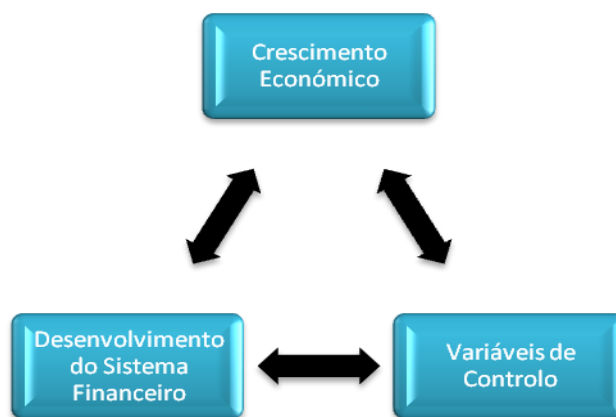 Crescimento
Económico
Desenvolvimento
do Sistema
Financeiro
Variáveis de
Controlo